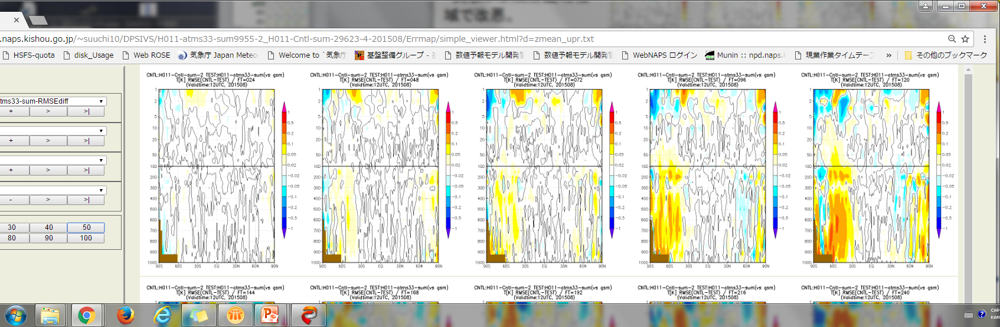 域で改悪。
.naps.kishou.go.jp/~suuchi10/DPSIVS/H011-atms33-sum9955-2_H011-Cntl-sum-29623-4-201508/Errmap/simple_viewer.html?d=zmean_upr.txt
HSFS-quota disk_Usage Web ROSE 気象庁 Japan Meteo Welcome to `気象庁 基盤整備グループ - 数値予報モデル開発管 数値予報モデル開発管 WebNAPS ログイン Munin :: npd.naps.k 現業作業タイムテーブ » その他のブックマーク
tms33-sum-RMSEdiff
+ > >|
+ > >|
+ > >|
- > >|
30 40 50
80 90 100
CNTL:H011-Cntl-sum-2 TEST:H011-atms33-sum(vs gsm)
T[K] RMSE(CNTL-TEST) / FT=024
(Validtime:12UTC, 201508)
1
2
5
10
20
50
100
200
300
400
500
600
700
800
900
1000
90S 60S 30S EQ 30N 60N 90N
1
0.5
0.2
0.1
0.05
0.02
-0.02
-0.05
-0.1
-0.2
-0.5
-1
CNTL:H011-Cntl-sum-2 TEST:H011-atms33-sum(vs gsm)
T[K] RMSE(CNTL-TEST) / FT=048
(Validtime:12UTC, 201508)
1
2
5
10
20
50
100
200
300
400
500
600
700
800
900
1000
90S 60S 30S EQ 30N 60N 90N
1
0.5
0.2
0.1
0.05
0.02
-0.02
-0.05
-0.1
-0.2
-0.5
-1
CNTL:H011-Cntl-sum-2 TEST:H011-atms33-sum(vs gsm)
T[K] RMSE(CNTL-TEST) / FT=072
(Validtime:12UTC, 201508)
1
2
5
10
20
50
100
200
300
400
500
600
700
800
900
1000
90S 60S 30S EQ 30N 60N 90N
1
0.5
0.2
0.1
0.05
0.02
-0.02
-0.05
-0.1
-0.2
-0.5
-1
CNTL:H011-Cntl-sum-2 TEST:H011-atms33-sum(vs gsm)
T[K] RMSE(CNTL-TEST) / FT=096
(Validtime:12UTC, 201508)
1
2
5
10
20
50
100
200
300
400
500
600
700
800
900
1000
90S 60S 30S EQ 30N 60N 90N
1
0.5
0.2
0.1
0.05
0.02
-0.02
-0.05
-0.1
-0.2
-0.5
-1
CNTL:H011-Cntl-sum-2 TEST:H011-atms33-sum(vs gsm)
T[K] RMSE(CNTL-TEST) / FT=120
(Validtime:12UTC, 201508)
1
2
5
10
20
50
100
200
300
400
500
600
700
800
900
1000
90S 60S 30S EQ 30N 60N 90N
1
0.5
0.2
0.1
0.05
0.02
-0.02
-0.05
-0.1
-0.2
-0.5
-1
CNTL:H011-Cntl-sum-2 TEST:H011-atms33-sum(vs gsm)
T[K] RMSE(CNTL-TEST) / FT=144
(Validtime:12UTC, 201508)
CNTL:H011-Cntl-sum-2 TEST:H011-atms33-sum(vs gsm)
T[K] RMSE(CNTL-TEST) / FT=168
(Validtime:12UTC, 201508)
CNTL:H011-Cntl-sum-2 TEST:H011-atms33-sum(vs gsm)
T[K] RMSE(CNTL-TEST) / FT=192
(Validtime:12UTC, 201508)
CNTL:H011-Cntl-sum-2 TEST:H011-atms33-sum(vs gsm)
T[K] RMSE(CNTL-TEST) / FT=216
(Validtime:12UTC, 201508)
CNTL:H011-Cntl-sum-2 TEST:H011-atms33-sum(vs gsm)
T[K] RMSE(CNTL-TEST) / FT=240
(Validtime:12UTC, 201508)
CAP
KAN